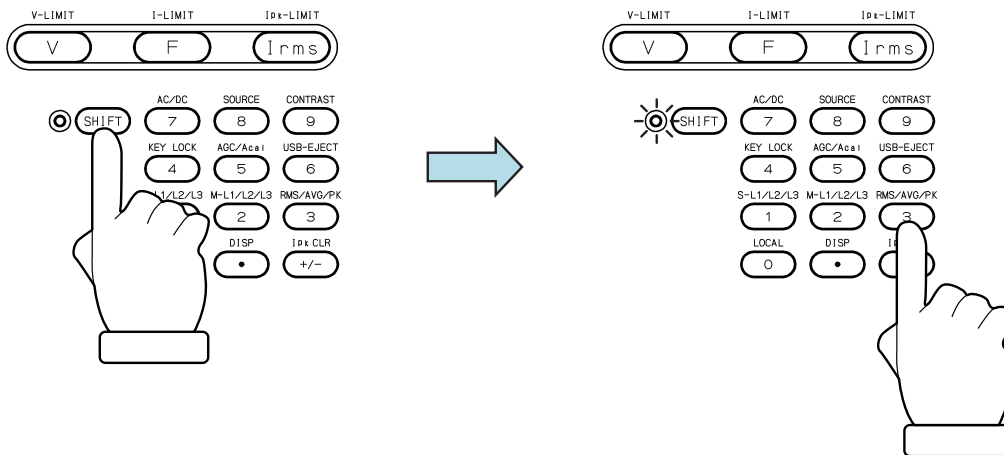 V-LIMIT I-LIMIT Ipk-LIMIT
V F Irms
AC/DC SOURCE CONTRAST
SHIFT 7 8 9
KEY LOCK AGC/Acal USB-EJECT
4 5 6
L1/L2/L3 M-L1/L2/L3 RMS/AVG/PK
2 3
DISP Ipk CLR
• +/−
V-LIMIT I-LIMIT Ipk-LIMIT
V F Irms
AC/DC SOURCE CONTRAST
SHIFT 7 8 9
KEY LOCK AGC/Acal USB-EJECT
4 5 6
S-L1/L2/L3 M-L1/L2/L3 RMS/AVG/PK
1 2 3
LOCAL DISP
0 •